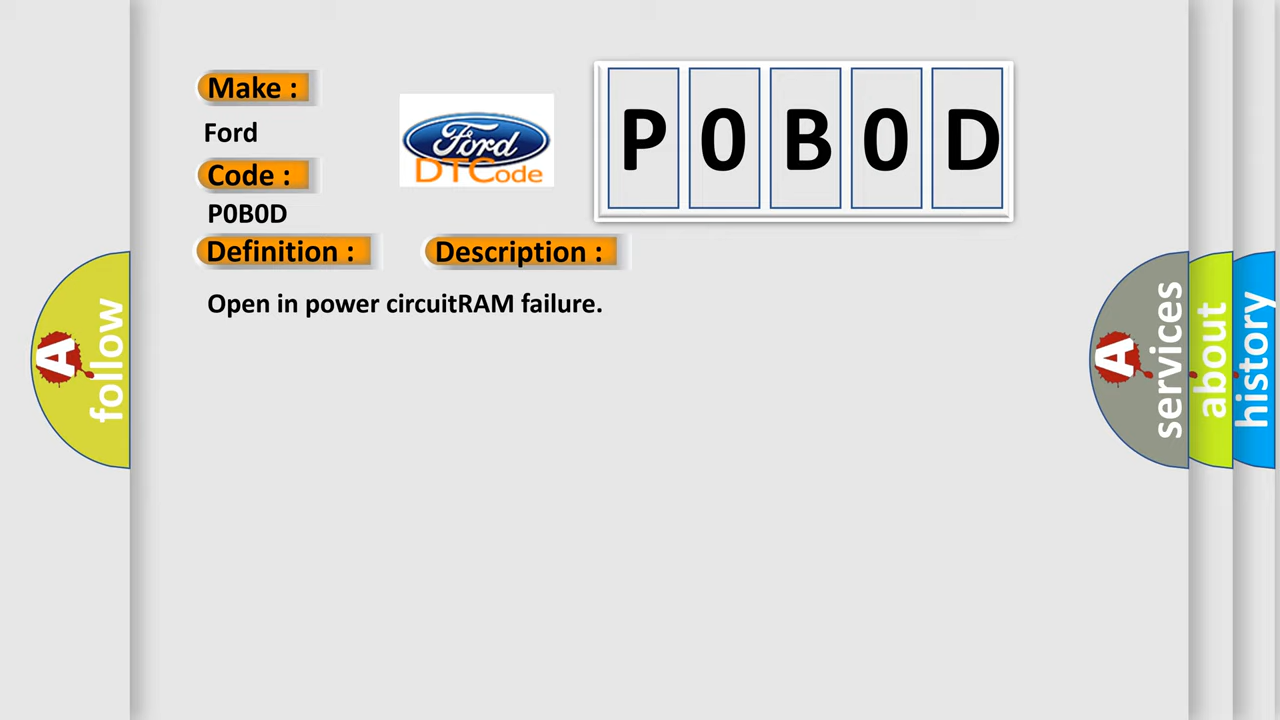 Make :
Ford
Code :
P0B0D
Definition :
Description :
Open in power circuitRAM failure.
Ford
DTCode
P 0 B 0 D
A follow
A services
about
history